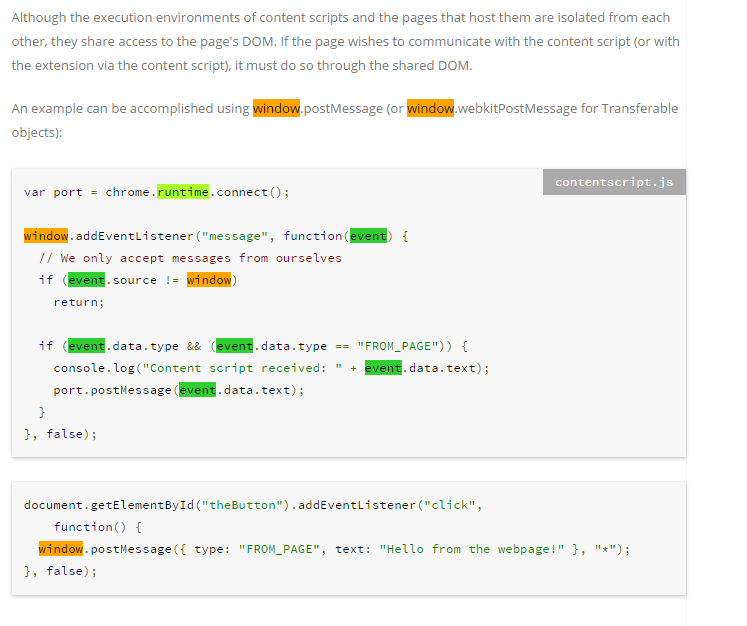 Although the execution environments of content scripts and the pages that host them are isolated from each
other, they share access to the page's DOM. If the page wishes to communicate with the content script (or with
the extension via the content script), it must do so through the shared DOM.
An example can be accomplished using window.postMessage (or window.webkitPostMessage for Transferable
objects):
contentscript.js
var port = chrome.runtime.connect();
window.addEventListener("message", function(event) {
  // We only accept messages from ourselves
  if (event.source != window)
    return;
  if (event.data.type && (event.data.type == "FROM_PAGE")) {
    console.log("Content script received: " + event.data.text);
    port.postMessage(event.data.text);
  }
}, false);
document.getElementById("theButton").addEventListener("click",
    function() {
  window.postMessage({ type: "FROM_PAGE", text: "Hello from the webpage!" }, "*");
}, false);